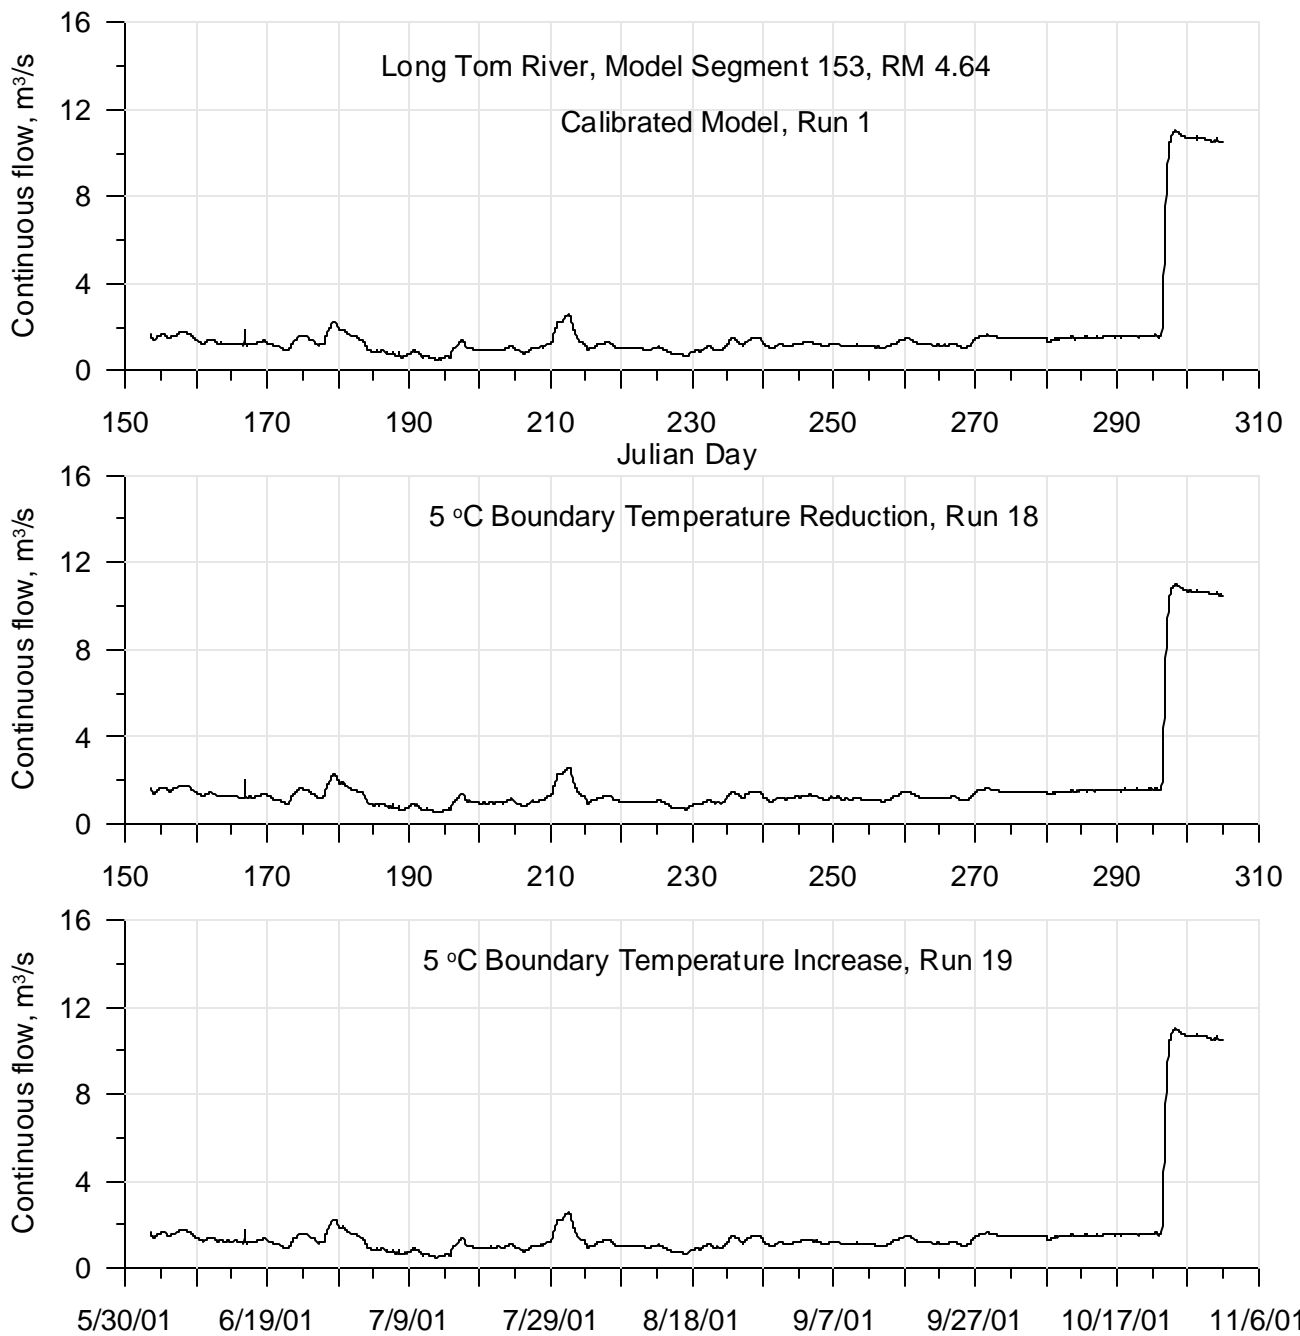 16
Long Tom River, Model Segment 153, RM 4.64
12
Calibrated Model, Run 1
8
4
0
Continuous flow, m³/s
150 170 190 210 230 250 270 290 310
Julian Day
16
5 ºC Boundary Temperature Reduction, Run 18
12
8
4
0
Continuous flow, m³/s
150 170 190 210 230 250 270 290 310
16
5 ºC Boundary Temperature Increase, Run 19
12
8
4
0
Continuous flow, m³/s
5/30/01 6/19/01 7/9/01 7/29/01 8/18/01 9/7/01 9/27/01 10/17/01 11/6/01